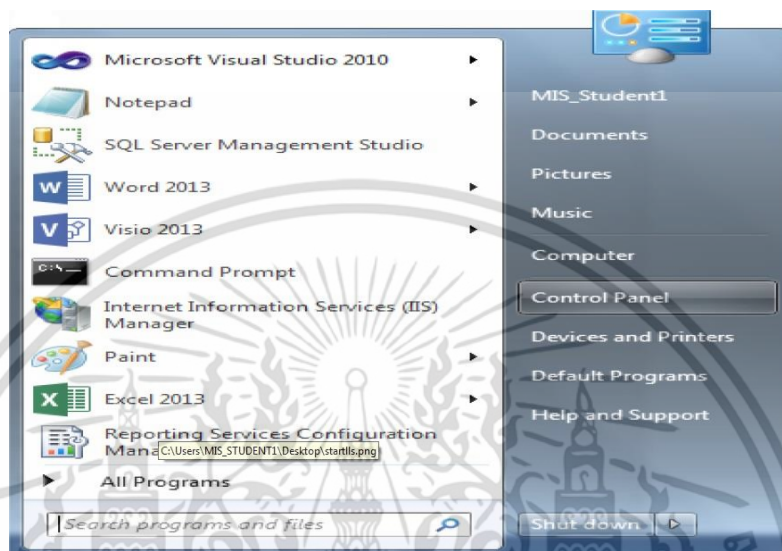 Microsoft Visual Studio 2010
Notepad
SQL Server Management Studio
W
Word 2013
V
Visio 2013
C:\
Command Prompt
Internet Information Services (IIS)
Manager
Paint
X
Excel 2013
Reporting Services Configuration
Mana
C:\Users\MIS_STUDENT1\Desktop\startIIs.png
All Programs
Search programs and files
MIS_Student1
Documents
Pictures
Music
Computer
Control Panel
Devices and Printers
Default Programs
Help and Support
Shut down